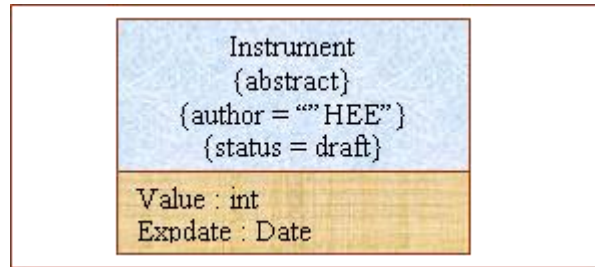 Instrument
{abstract}
{author = “” HEE” }
{status = draft}
Value : int
Expdate : Date